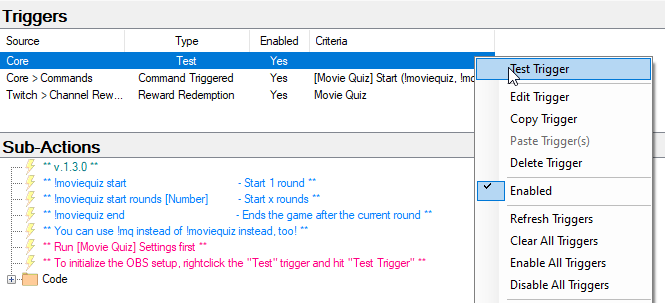 Triggers
Source Type Enabled Criteria
Core Test Yes
Core > Commands Command Triggered Yes [Movie Quiz] Start (!moviequiz, !m
Twitch > Channel Rew... Reward Redemption Yes Movie Quiz
Test Trigger
Edit Trigger
Copy Trigger
Paste Trigger(s)
Delete Trigger
Enabled
Refresh Triggers
Clear All Triggers
Enable All Triggers
Disable All Triggers
Sub-Actions
** v.1.3.0 **
** !moviequiz start - Start 1 round **
** !moviequiz start rounds [Number] - Start x rounds **
** !moviequiz end - Ends the game after the current round **
** You can use !mq instead of !moviequiz instead, too! **
** Run [Movie Quiz] Settings first **
** To initialize the OBS setup, rightclick the "Test" trigger and hit "Test Trigger" **
Code